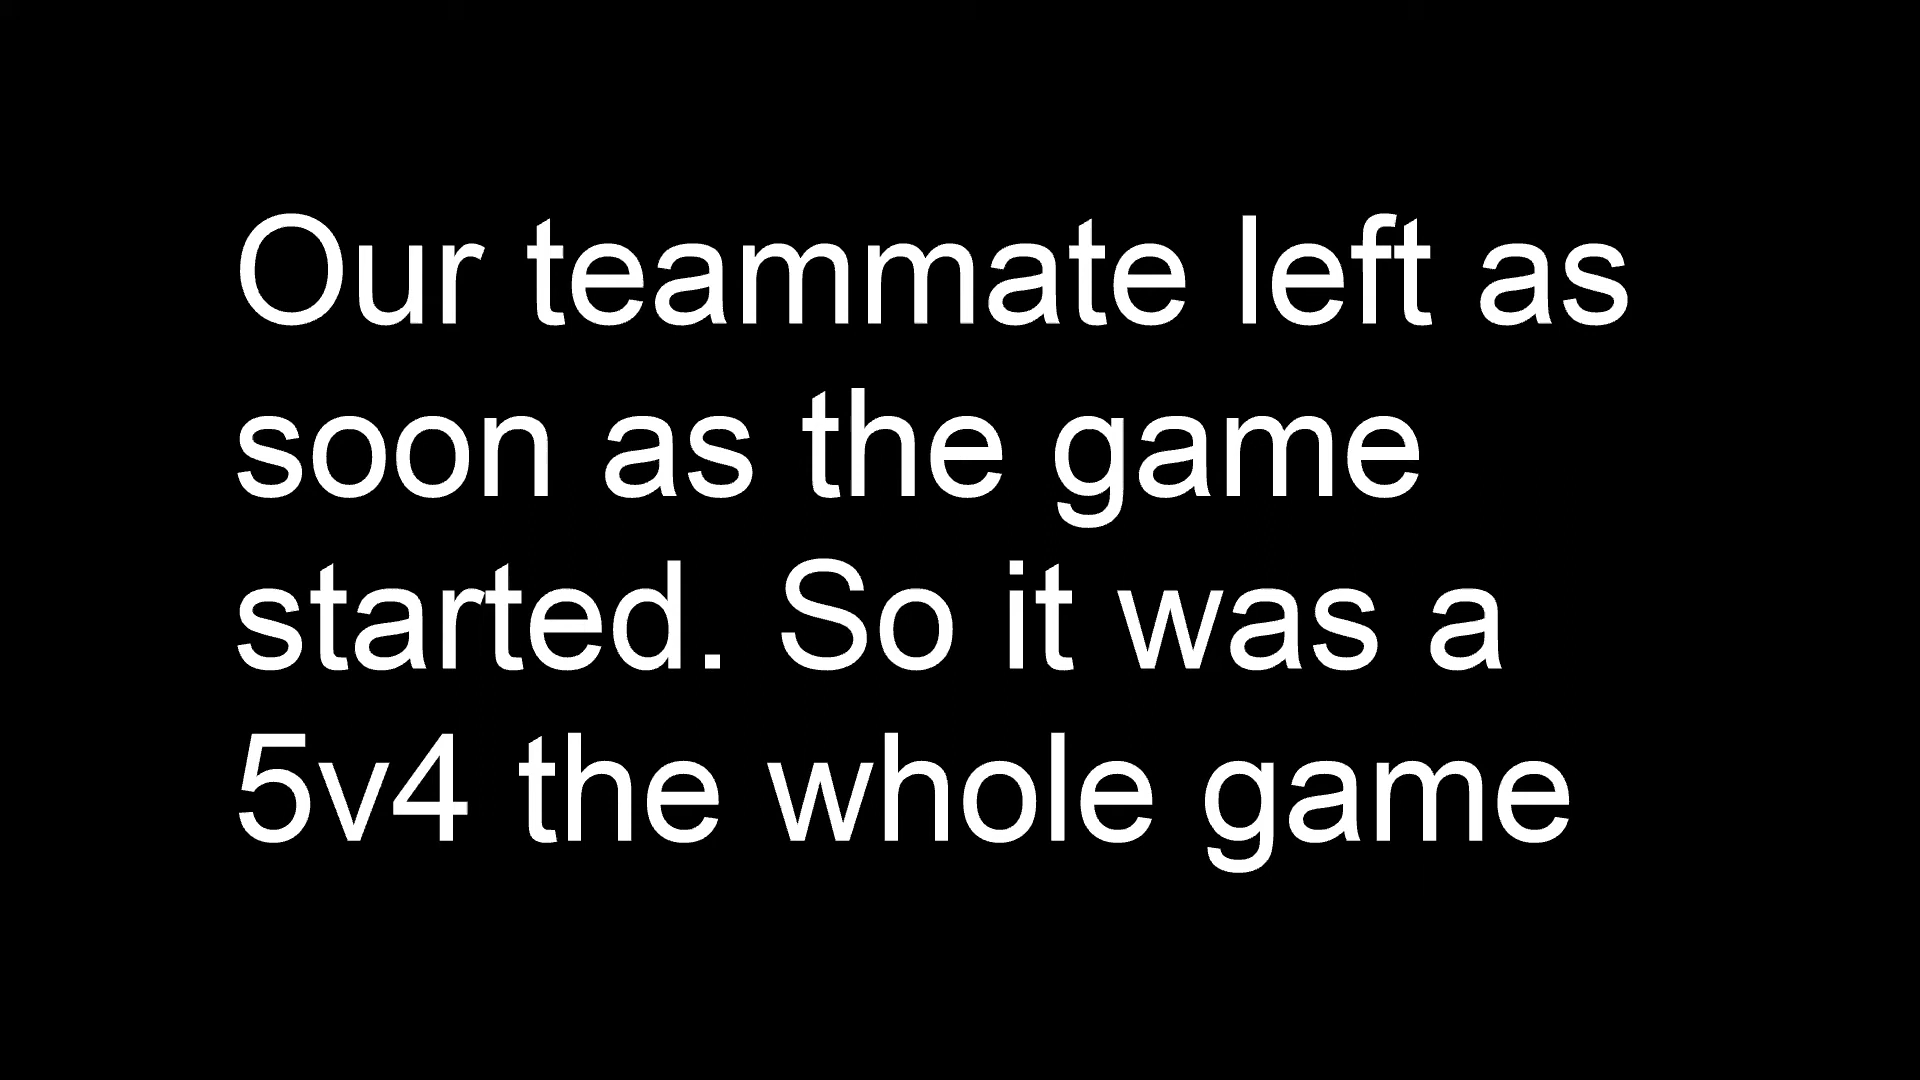 Our teammate left as
soon as the game
started. So it was a
5v4 the whole game